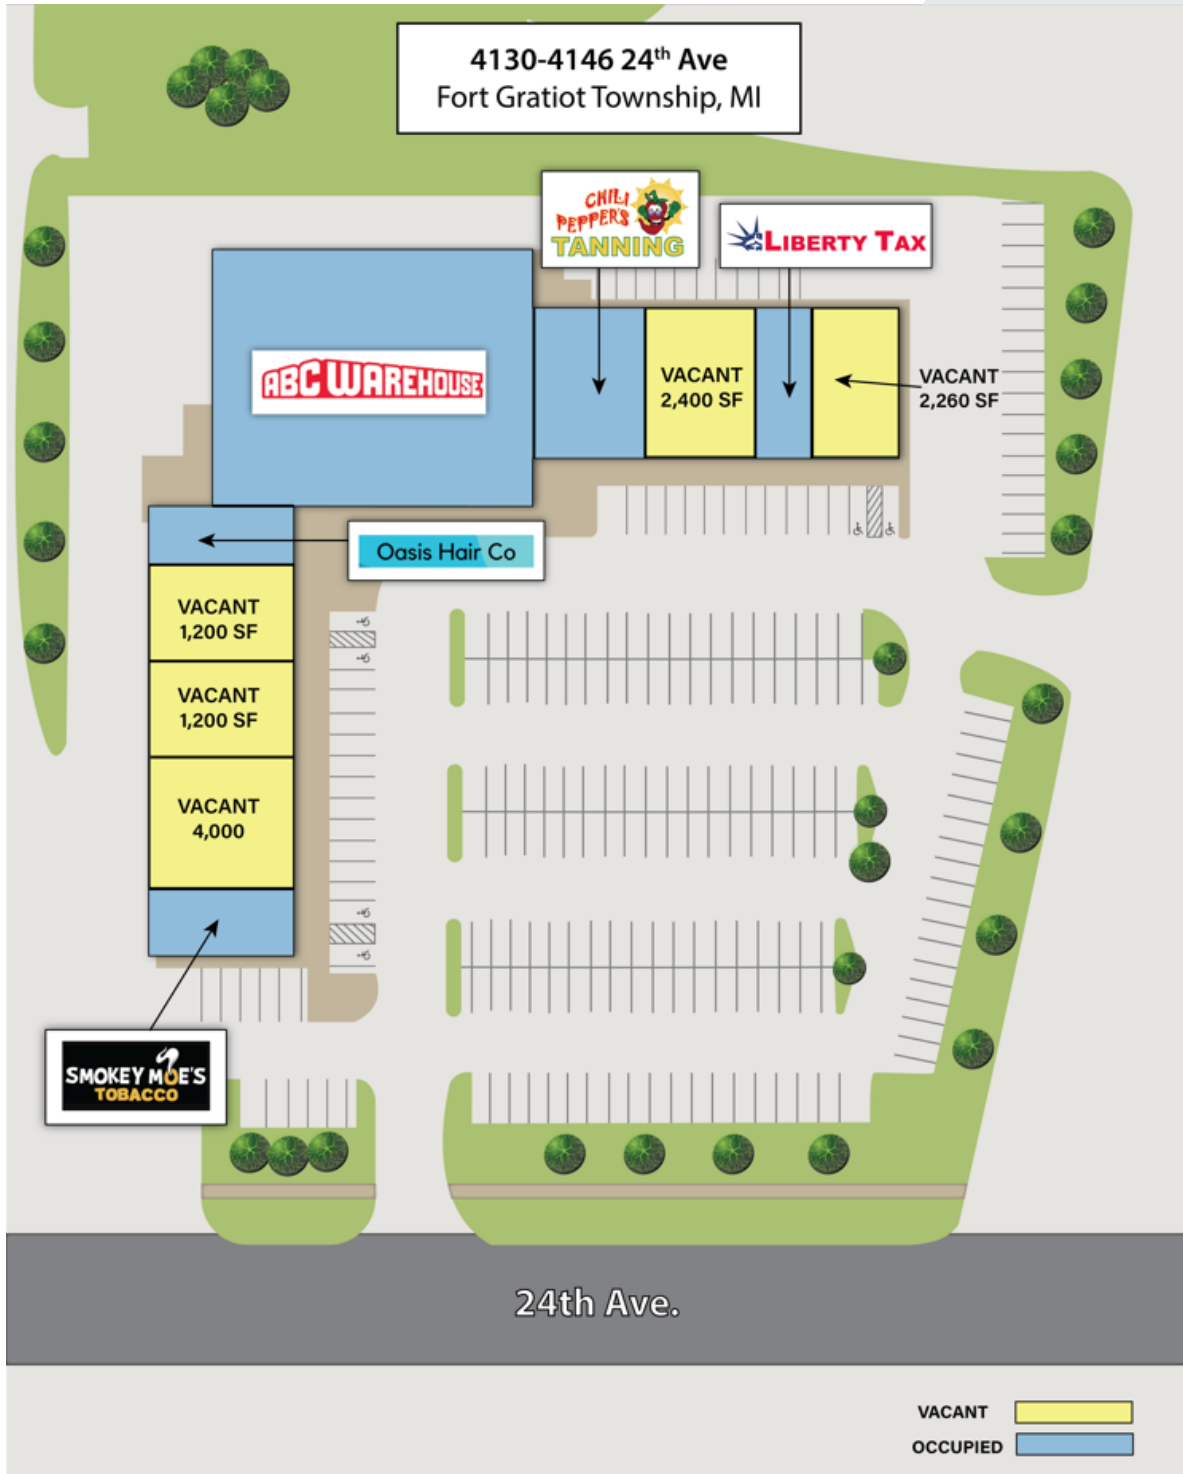 4130-4146 24th Ave
Fort Gratiot Township, MI
CHILI
PEPPER'S
TANNING
LIBERTY TAX
ABC WAREHOUSE
VACANT
2,400 SF
VACANT
2,260 SF
Oasis Hair Co
VACANT
1,200 SF
VACANT
1,200 SF
VACANT
4,000
SMOKEY MOE'S
TOBACCO
24th Ave.
VACANT
OCCUPIED